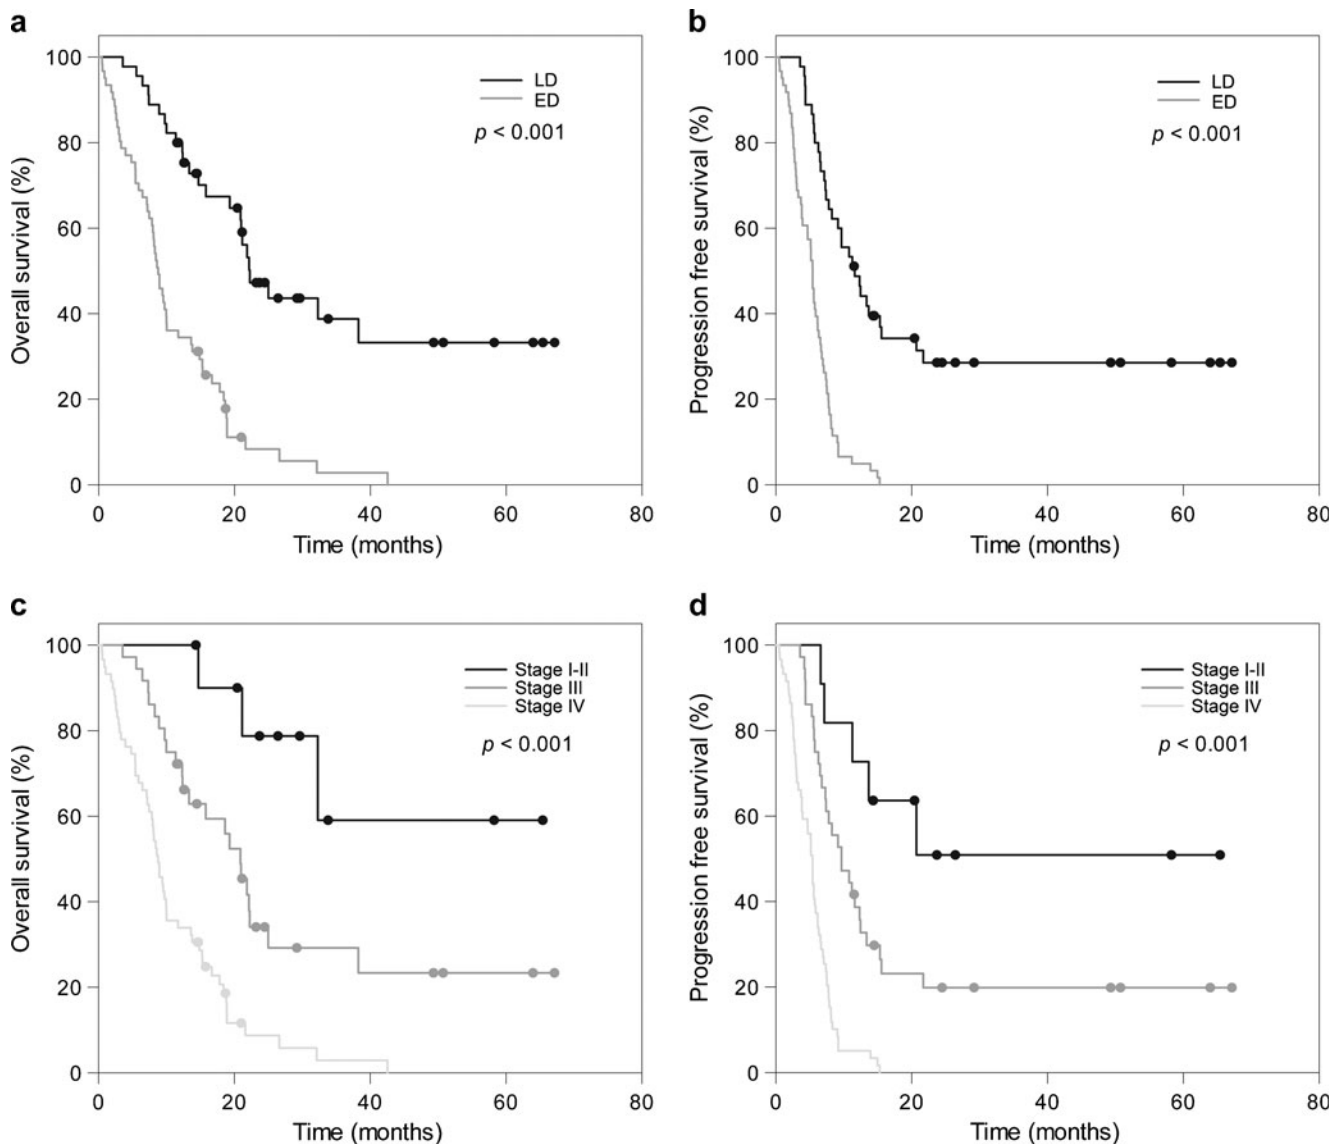 a
Overall survival (%)
100
80
60
40
20
0
LD
ED
p < 0.001
0 20 40 60 80
Time (months)
b
Progression free survival (%)
100
80
60
40
20
0
LD
ED
p < 0.001
0 20 40 60 80
Time (months)
c
Overall survival (%)
100
80
60
40
20
0
Stage I-II
Stage III
Stage IV
p < 0.001
0 20 40 60 80
Time (months)
d
Progression free survival (%)
100
80
60
40
20
0
Stage I-II
Stage III
Stage IV
p < 0.001
0 20 40 60 80
Time (months)